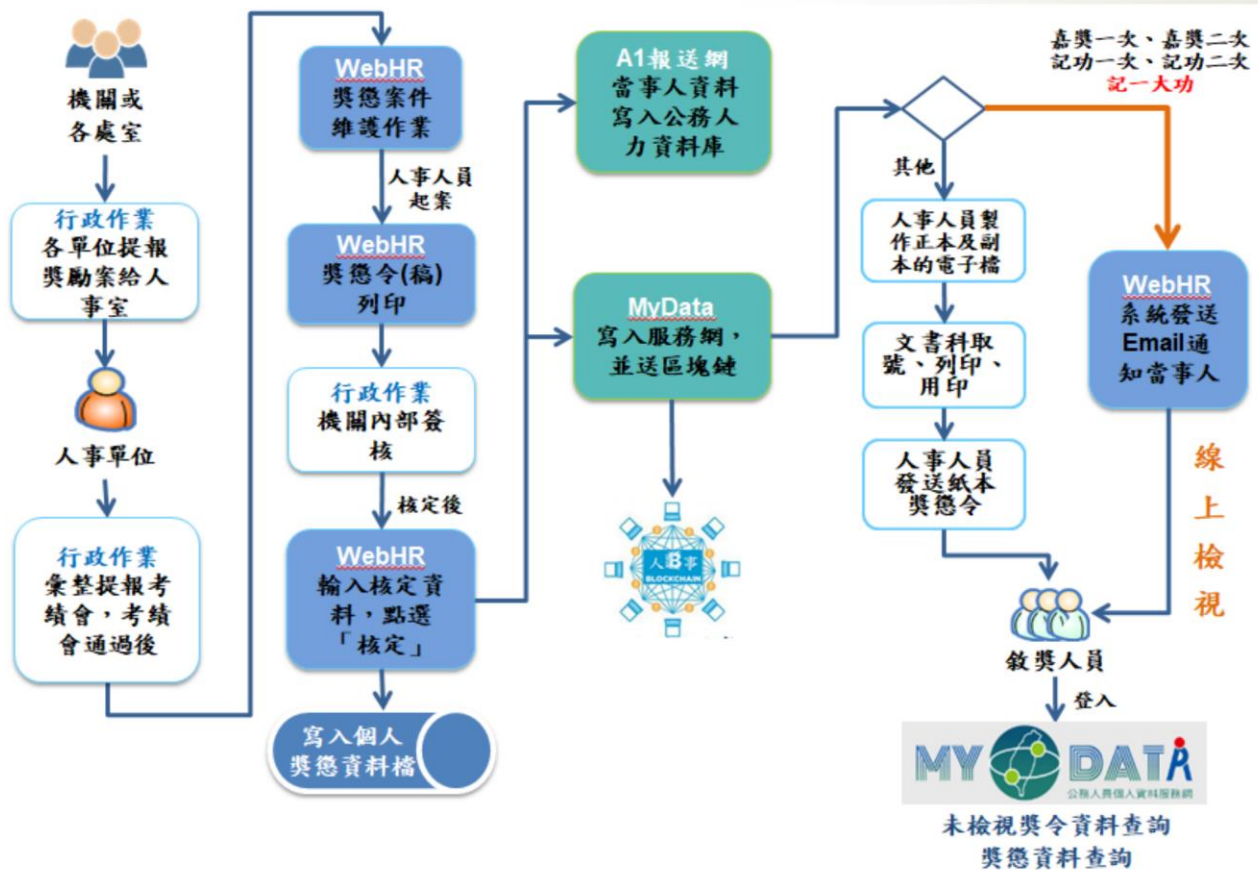 機關或
各處室
行政作業
各單位提報
獎勵案給人
事室
人事單位
行政作業
彙整提報考
績會，考績
會通過後
WebHR
獎懲案件
維護作業
人事人員
起案
WebHR
獎懲令(稿)
列印
行政作業
機關內部簽
核
核定後
WebHR
輸入核定資
料，點選
「核定」
寫入個人
獎懲資料檔
A1報送網
當事人資料
寫入公務人
力資料庫
MyData
寫入服務網，
並送區塊鏈
BLOCKCHAIN
嘉獎一次、嘉獎二次
記功一次、記功二次
記一大功
其他
人事人員製
作正本及副
本的電子檔
文書科取
號、列印、
用印
人事人員
發送紙本
獎懲令
WebHR
系統發送
Email通
知當事人
線
上
檢
視
敘獎人員
登入
MY DATA
公務人員個人資料服務網
未檢視獎令資料查詢
獎懲資料查詢